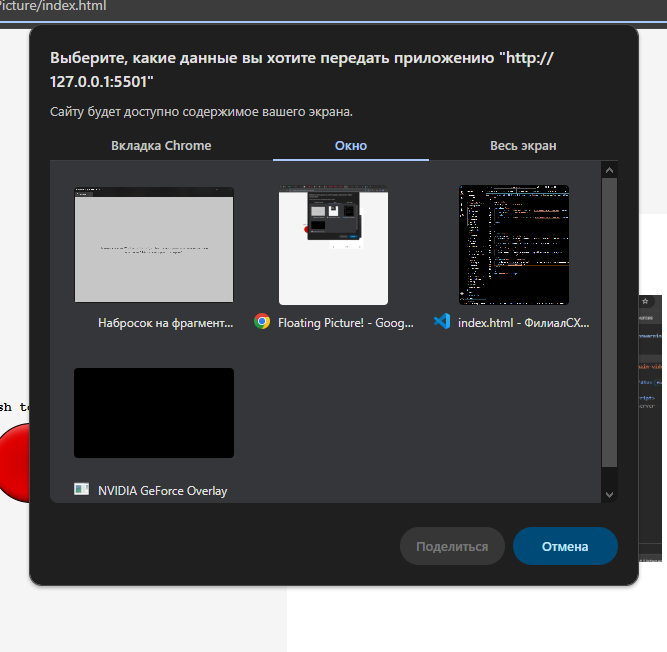 Picture/index.html
Выберите, какие данные вы хотите передать приложению "http://
127.0.0.1:5501"
Сайту будет доступно содержимое вашего экрана.
Вкладка Chrome
Окно
Весь экран
Набросок на фрагмент...
Floating Picture! - Goog...
index.html - ФилиалСХ...
NVIDIA GeForce Overlay
Поделиться
Отмена